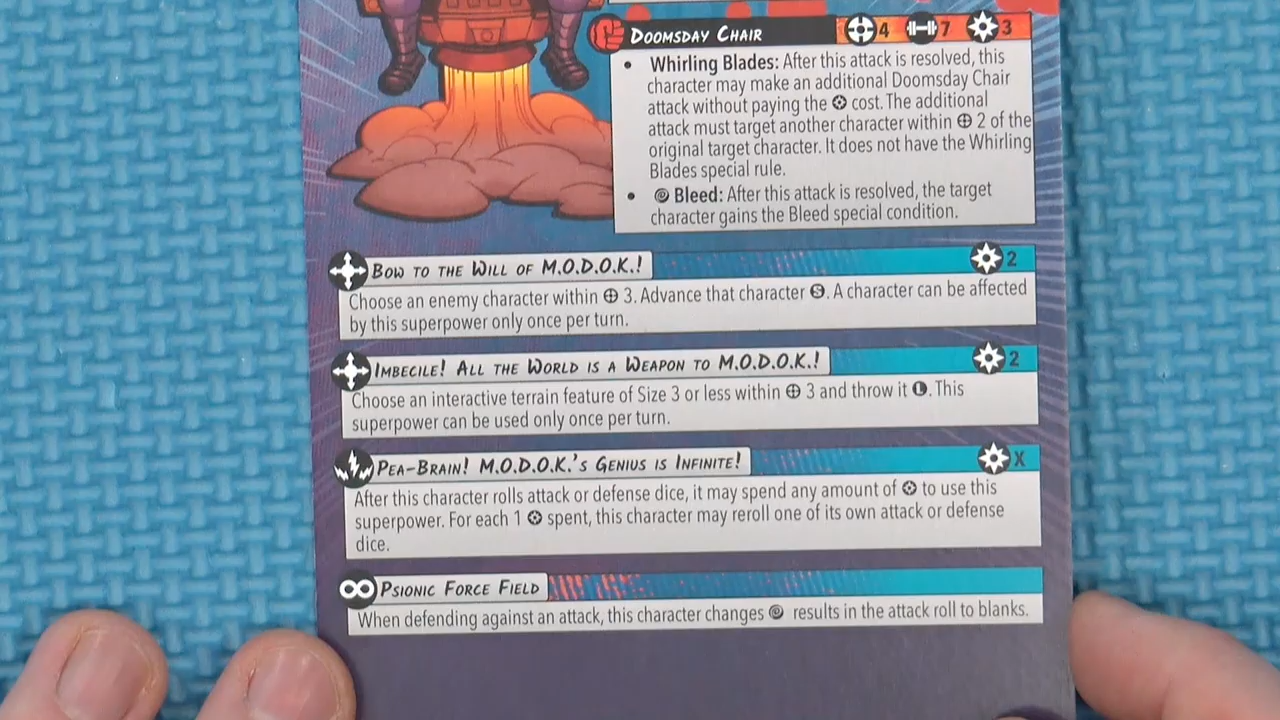 DOOMSDAY CHAIR 4 7 3
• Whirling Blades: After this attack is resolved, this
character may make an additional Doomsday Chair
attack without paying the cost. The additional
attack must target another character within 2 of the
original target character. It does not have the Whirling
Blades special rule.
• Bleed: After this attack is resolved, the target
character gains the Bleed special condition.
BOW TO THE WILL OF M.O.D.O.K.! 2
Choose an enemy character within 3. Advance that character S. A character can be affected
by this superpower only once per turn.
IMBECILE! ALL THE WORLD IS A WEAPON TO M.O.D.O.K.! 2
Choose an interactive terrain feature of Size 3 or less within 3 and throw it L. This
superpower can be used only once per turn.
PEA-BRAIN! M.O.D.O.K.'S GENIUS IS INFINITE! X
After this character rolls attack or defense dice, it may spend any amount of to use this
superpower. For each 1 spent, this character may reroll one of its own attack or defense
dice.
PSIONIC FORCE FIELD
When defending against an attack, this character changes results in the attack roll to blanks.